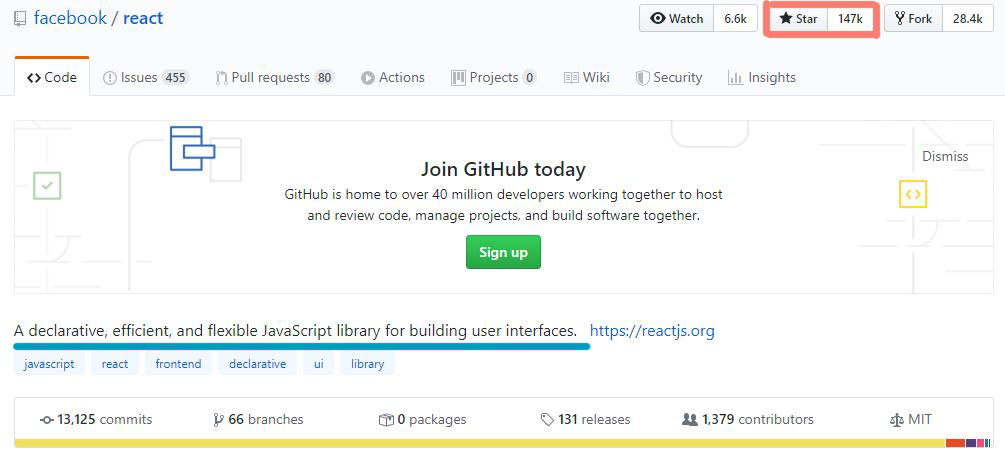 facebook / react
Watch 6.6k Star 147k Fork 28.4k
Code Issues 455 Pull requests 80 Actions Projects 0 Wiki Security Insights
Dismiss
Join GitHub today
GitHub is home to over 40 million developers working together to host
and review code, manage projects, and build software together.
Sign up
A declarative, efficient, and flexible JavaScript library for building user interfaces. https://reactjs.org
javascript react frontend declarative ui library
13,125 commits 66 branches 0 packages 131 releases 1,379 contributors MIT